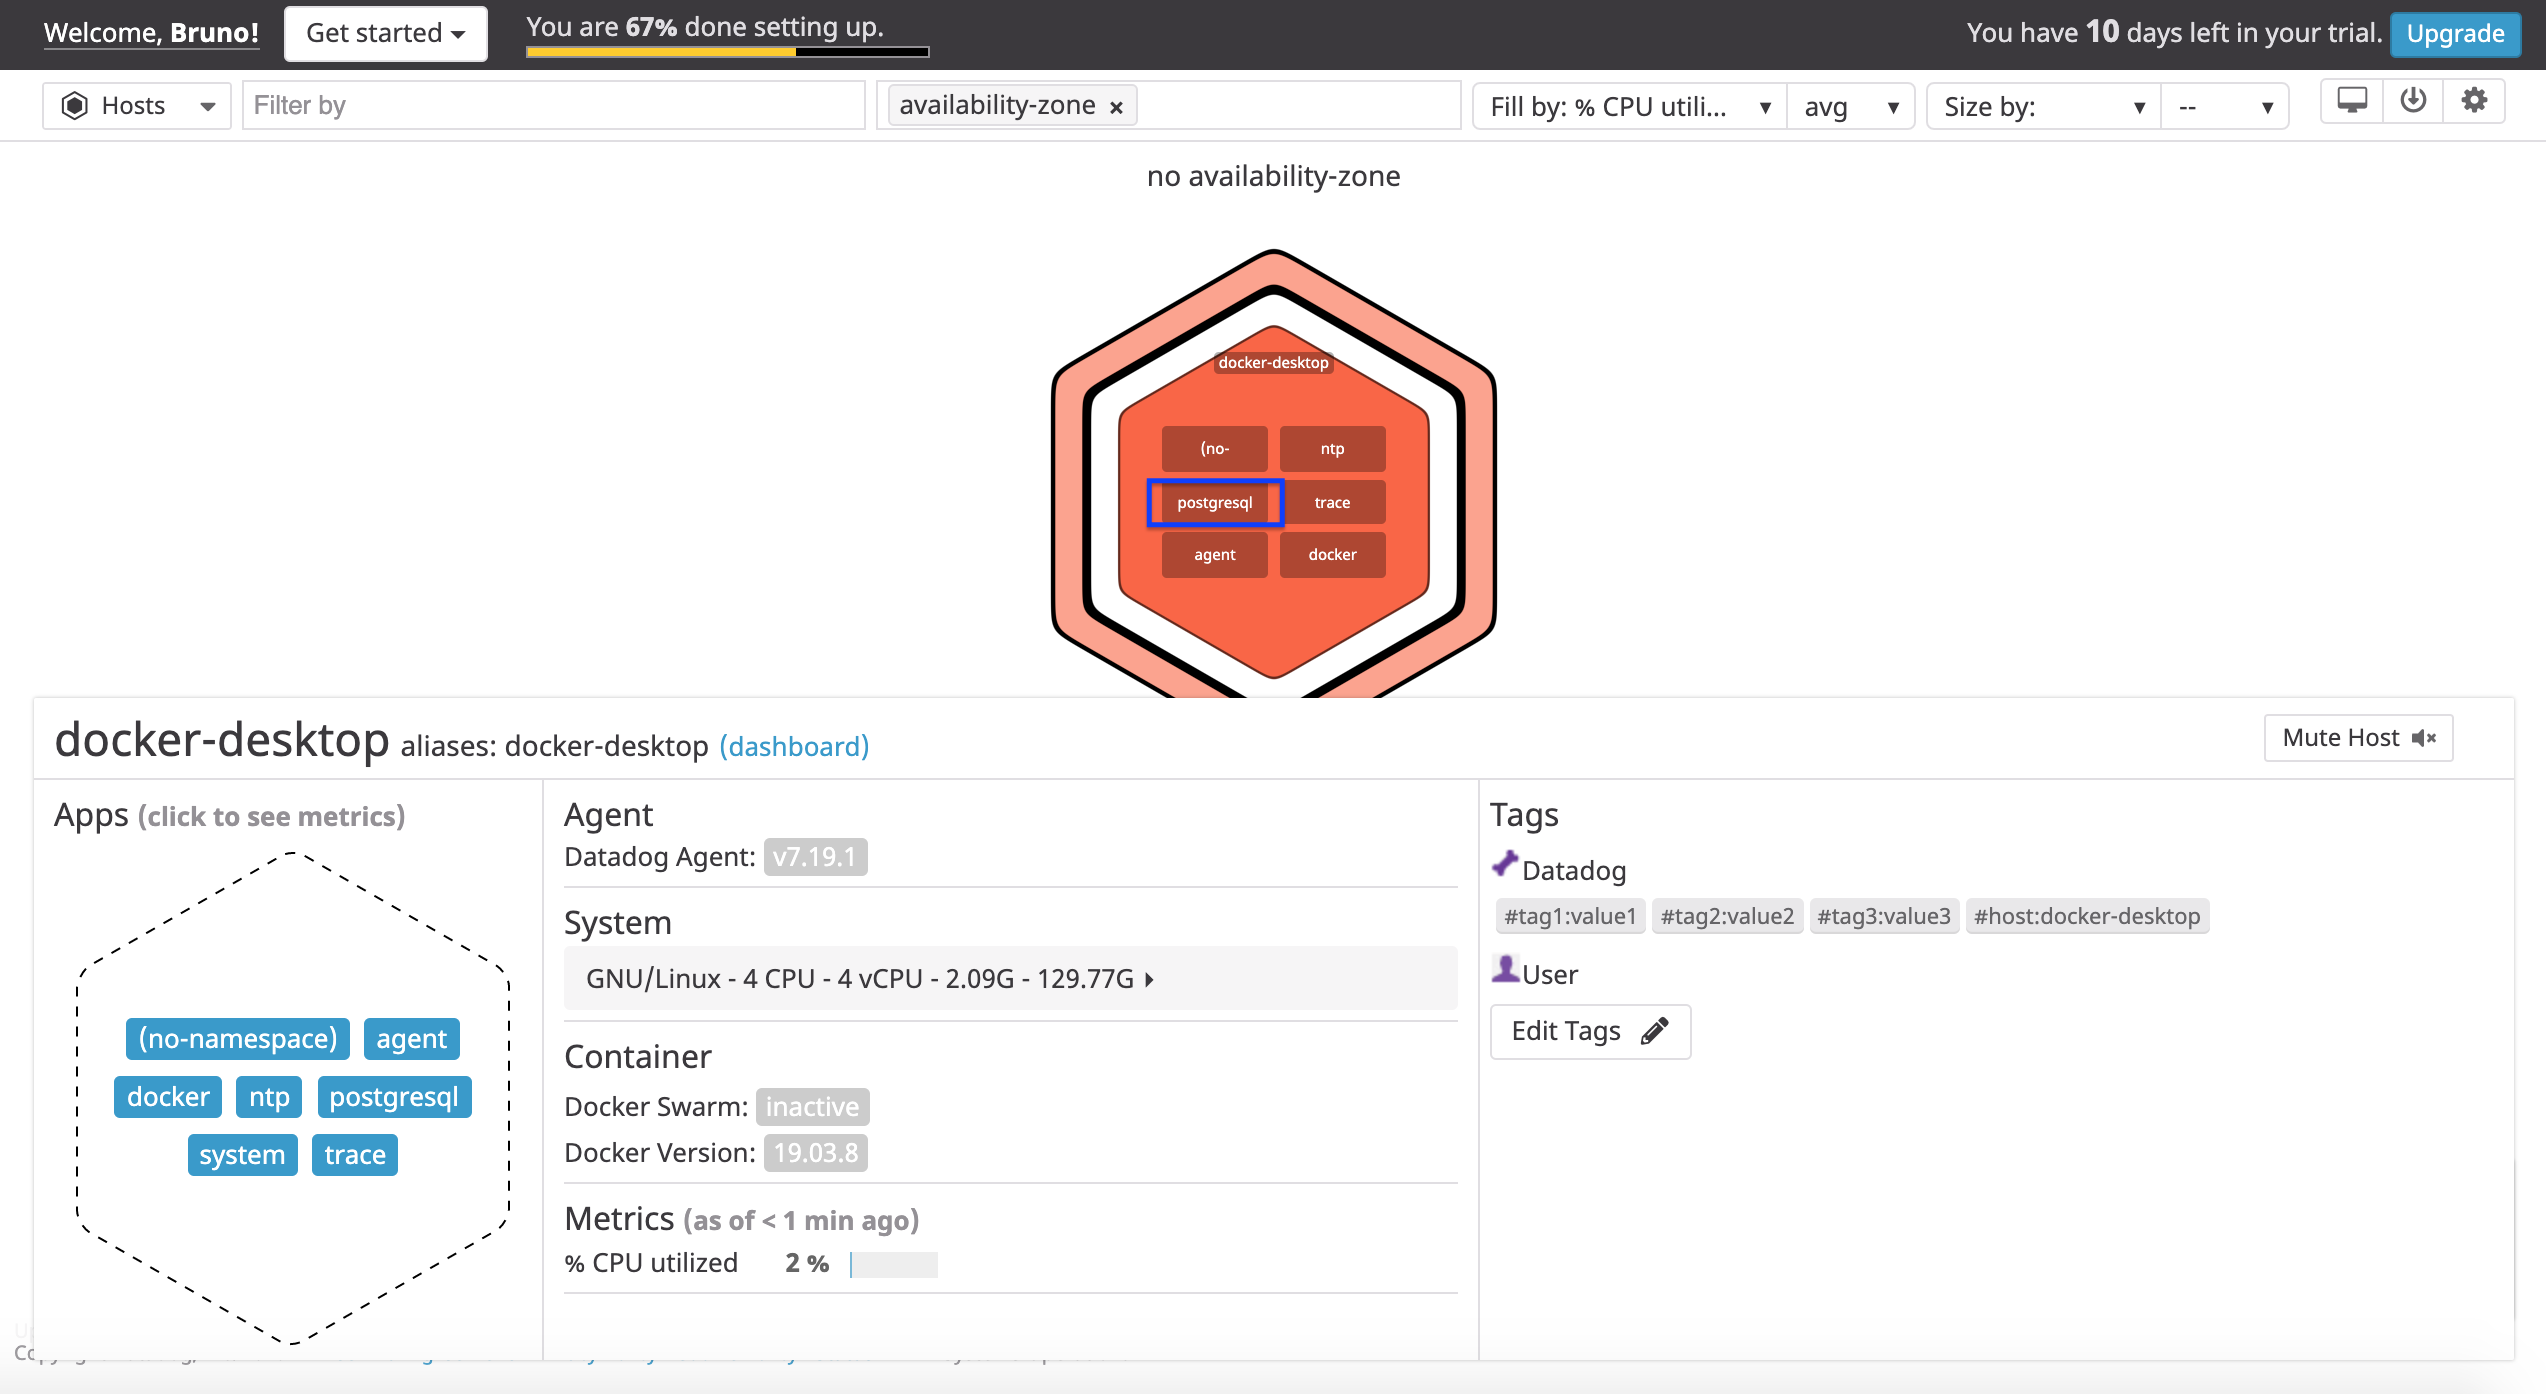 Welcome, Bruno!
Get started
You are 67% done setting up.
You have 10 days left in your trial.
Upgrade
Hosts
Filter by
availability-zone ×
Fill by: % CPU utili...
avg
Size by:
--
no availability-zone
docker-desktop
(no-
ntp
postgresql
trace
agent
docker
docker-desktop aliases: docker-desktop (dashboard)
Mute Host
Apps (click to see metrics)
(no-namespace) agent
docker ntp postgresql
system trace
Agent
Datadog Agent: v7.19.1
System
GNU/Linux - 4 CPU - 4 vCPU - 2.09G - 129.77G
Container
Docker Swarm: inactive
Docker Version: 19.03.8
Metrics (as of < 1 min ago)
% CPU utilized 2 %
Tags
Datadog
#tag1:value1 #tag2:value2 #tag3:value3 #host:docker-desktop
User
Edit Tags